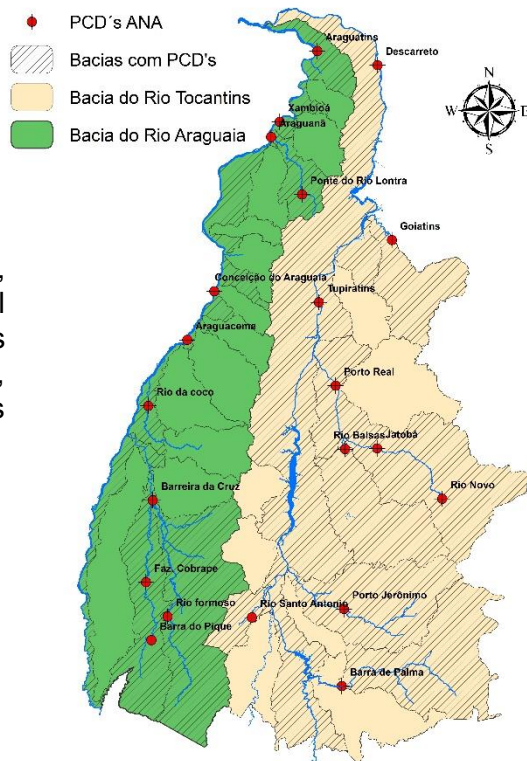 PCD´s ANA
Bacias com PCD's
Bacia do Rio Tocantins
Bacia do Rio Araguaia
N
W E
S
Araguatins
Descarreto
Xambioá
Araguanã
Ponte do Rio Lontra
Goiatins
Conceição do Araguaia
Tupiratins
Araguacema
Porto Real
Rio da coco
Rio Balsas
Jatobá
Rio Novo
Barreira da Cruz
Faz. Cobrape
Rio formoso
Rio Santo Antonio
Porto Jerônimo
Barra do Pique
Barra de Palma
,
l
s
,
s